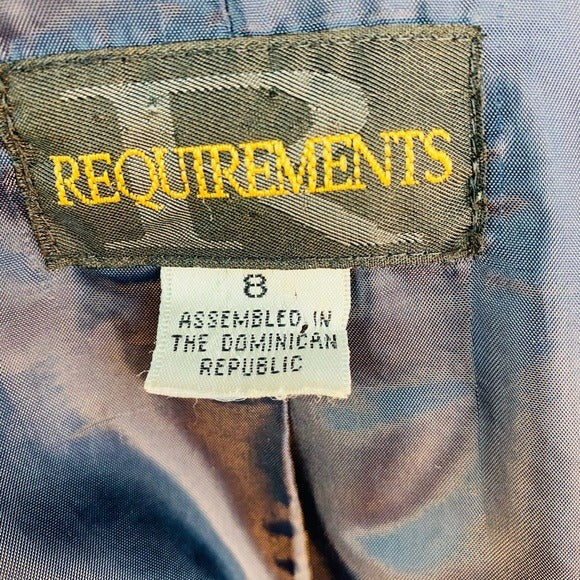 R
REQUIREMENTS
8
ASSEMBLED IN
THE DOMINICAN
REPUBLIC